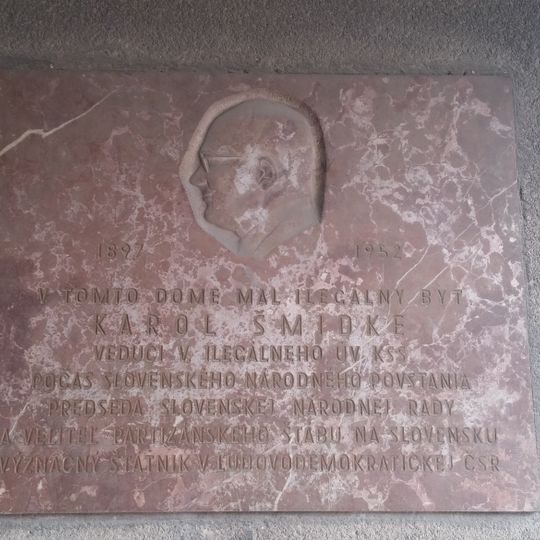 1897 1952
V TOMTO DOME MAL ILEGÁLNY BYT
KAROL ŠMIDKE
VEDÚCI V. ILEGÁLNEHO ÚV. KSS.
POČAS SLOVENSKÉHO NÁRODNÉHO POVSTANIA
PREDSEDA SLOVENSKEJ NÁRODNEJ RADY
A VELITEĽ PARTIZÁNSKEHO ŠTÁBU NA SLOVENSKU
VÝZNAČNÝ ŠTÁTNIK V ĽUDOVODEMOKRATICKEJ ČSR